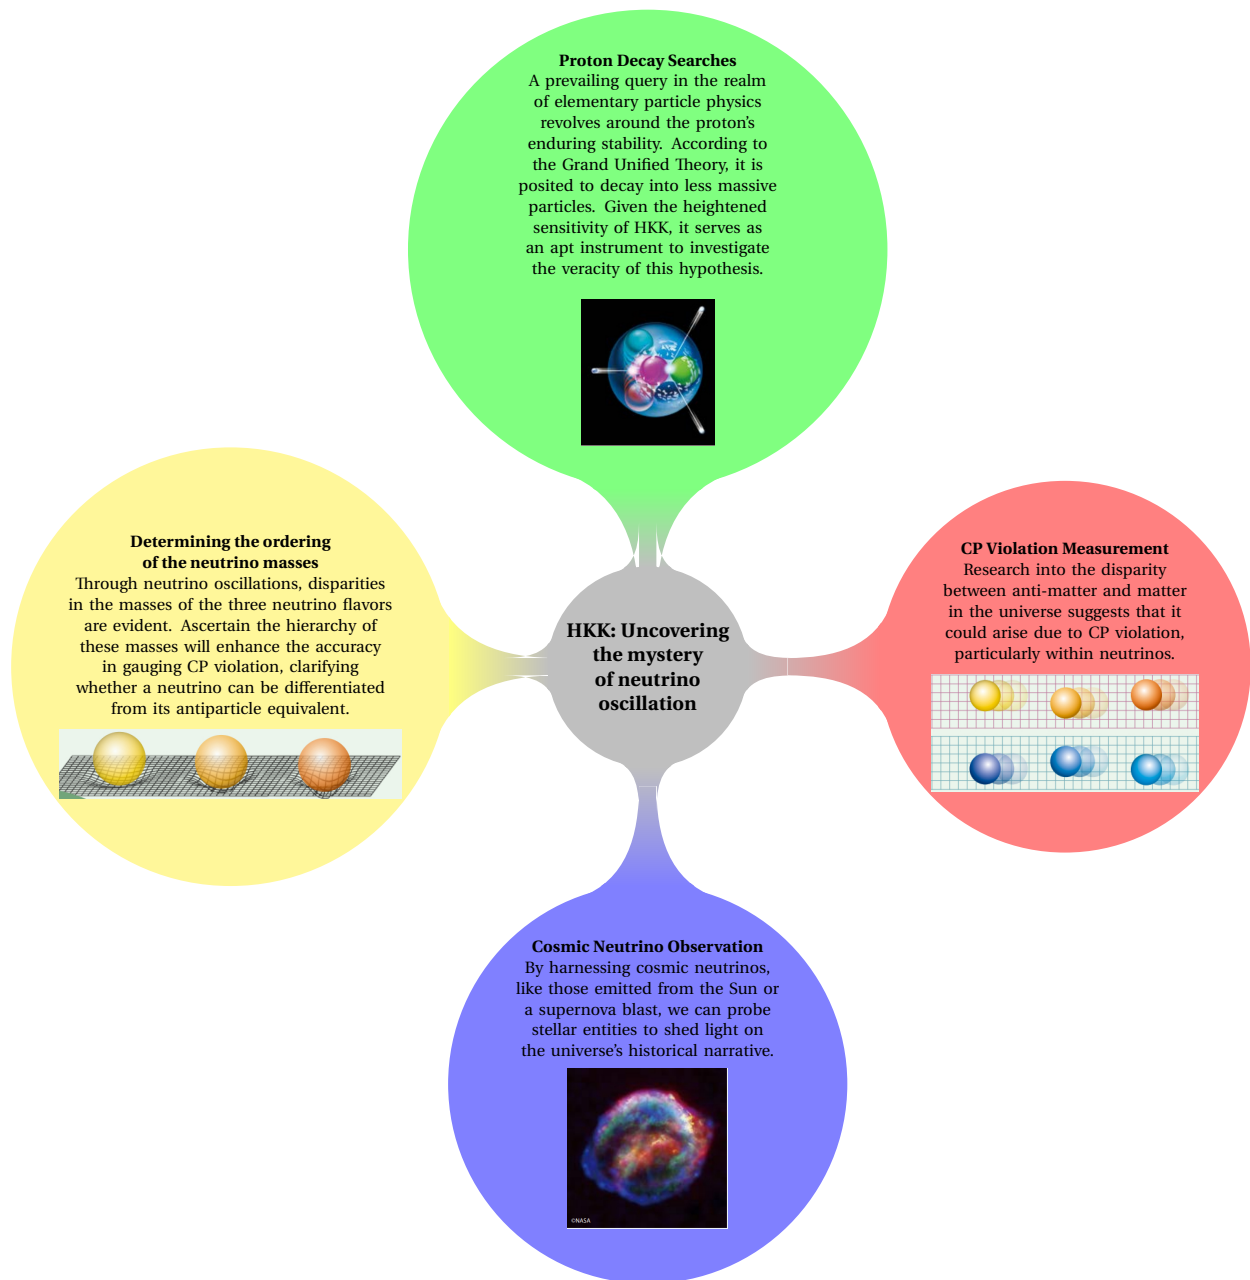 Proton Decay Searches
A prevailing query in the realm
of elementary particle physics
revolves around the proton's
enduring stability. According to
the Grand Unified Theory, it is
posited to decay into less massive
particles. Given the heightened
sensitivity of HKK, it serves as
an apt instrument to investigate
the veracity of this hypothesis.
Determining the ordering
of the neutrino masses
Through neutrino oscillations, disparities
in the masses of the three neutrino flavors
are evident. Ascertain the hierarchy of
these masses will enhance the accuracy
in gauging CP violation, clarifying
whether a neutrino can be differentiated
from its antiparticle equivalent.
HKK: Uncovering
the mystery
of neutrino
oscillation
CP Violation Measurement
Research into the disparity
between anti-matter and matter
in the universe suggests that it
could arise due to CP violation,
particularly within neutrinos.
Cosmic Neutrino Observation
By harnessing cosmic neutrinos,
like those emitted from the Sun or
a supernova blast, we can probe
stellar entities to shed light on
the universe's historical narrative.
©NASA